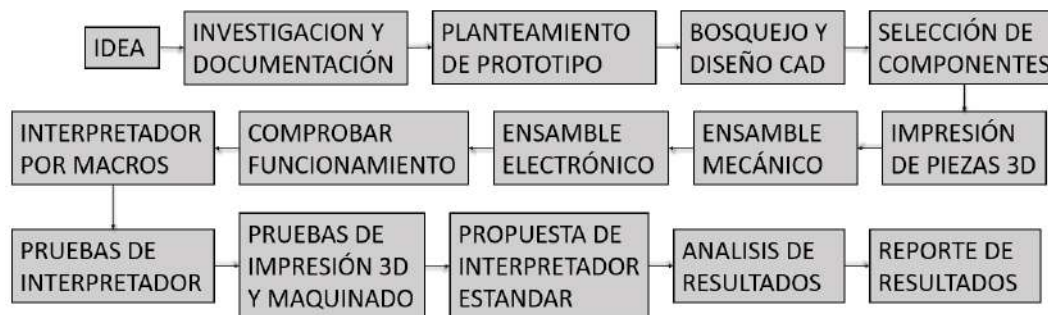 IDEA
INVESTIGACION Y
DOCUMENTACIÓN
PLANTEAMIENTO
DE PROTOTIPO
BOSQUEJO Y
DISEÑO CAD
SELECCIÓN DE
COMPONENTES
IMPRESIÓN
DE PIEZAS 3D
ENSAMBLE
MECÁNICO
ENSAMBLE
ELECTRÓNICO
COMPROBAR
FUNCIONAMIENTO
INTERPRETADOR
POR MACROS
PRUEBAS DE
INTERPRETADOR
PRUEBAS DE
IMPRESIÓN 3D
Y MAQUINADO
PROPUESTA DE
INTERPRETADOR
ESTANDAR
ANALISIS DE
RESULTADOS
REPORTE DE
RESULTADOS